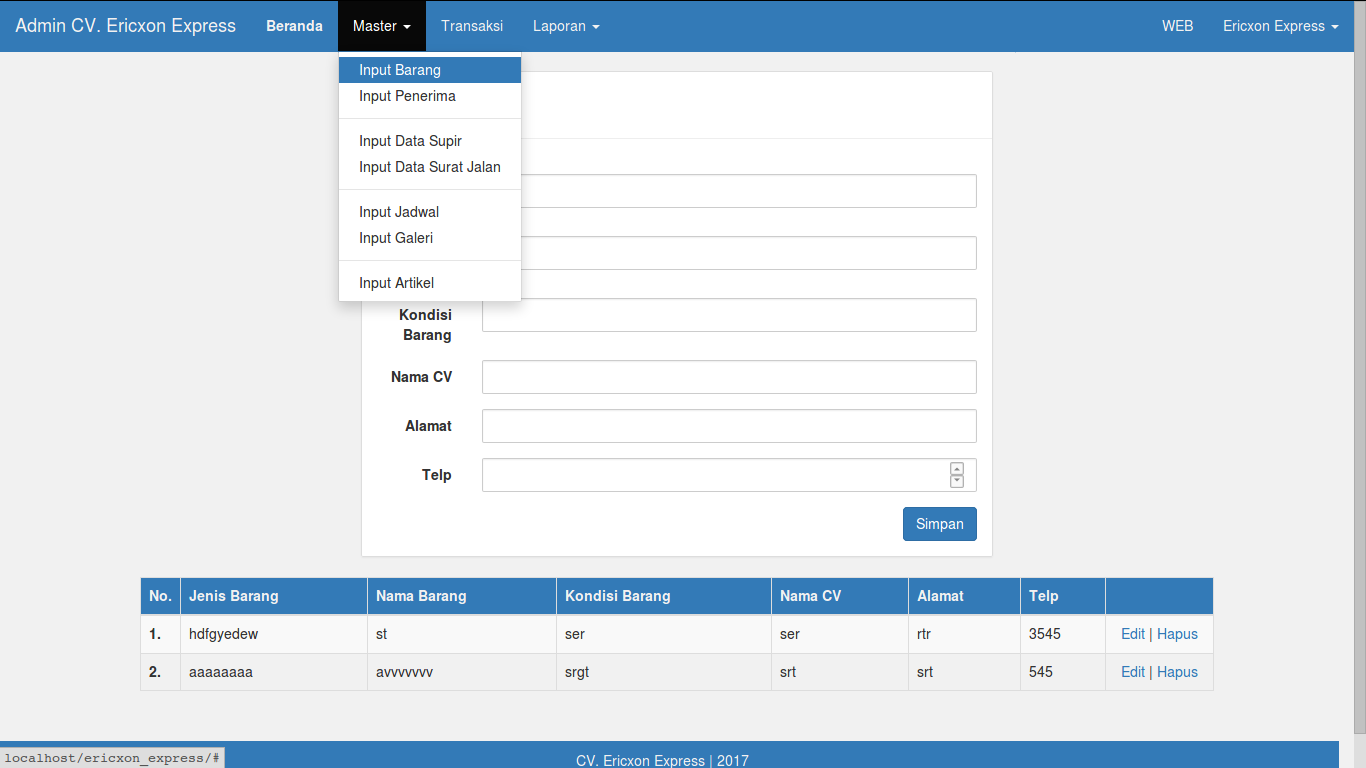 Admin CV. Ericxon Express Beranda Master Transaksi Laporan WEB Ericxon Express
Input Barang
Input Penerima
Input Data Supir
Input Data Surat Jalan
Input Jadwal
Input Galeri
Input Artikel
Kondisi
Barang
Nama CV
Alamat
Telp
Simpan
No. Jenis Barang Nama Barang Kondisi Barang Nama CV Alamat Telp
1. hdfgyedew st ser ser rtr 3545 Edit | Hapus
2. aaaaaaaa avvvvvvv srgt srt srt 545 Edit | Hapus
localhost/ericxon_express/#
CV. Ericxon Express | 2017